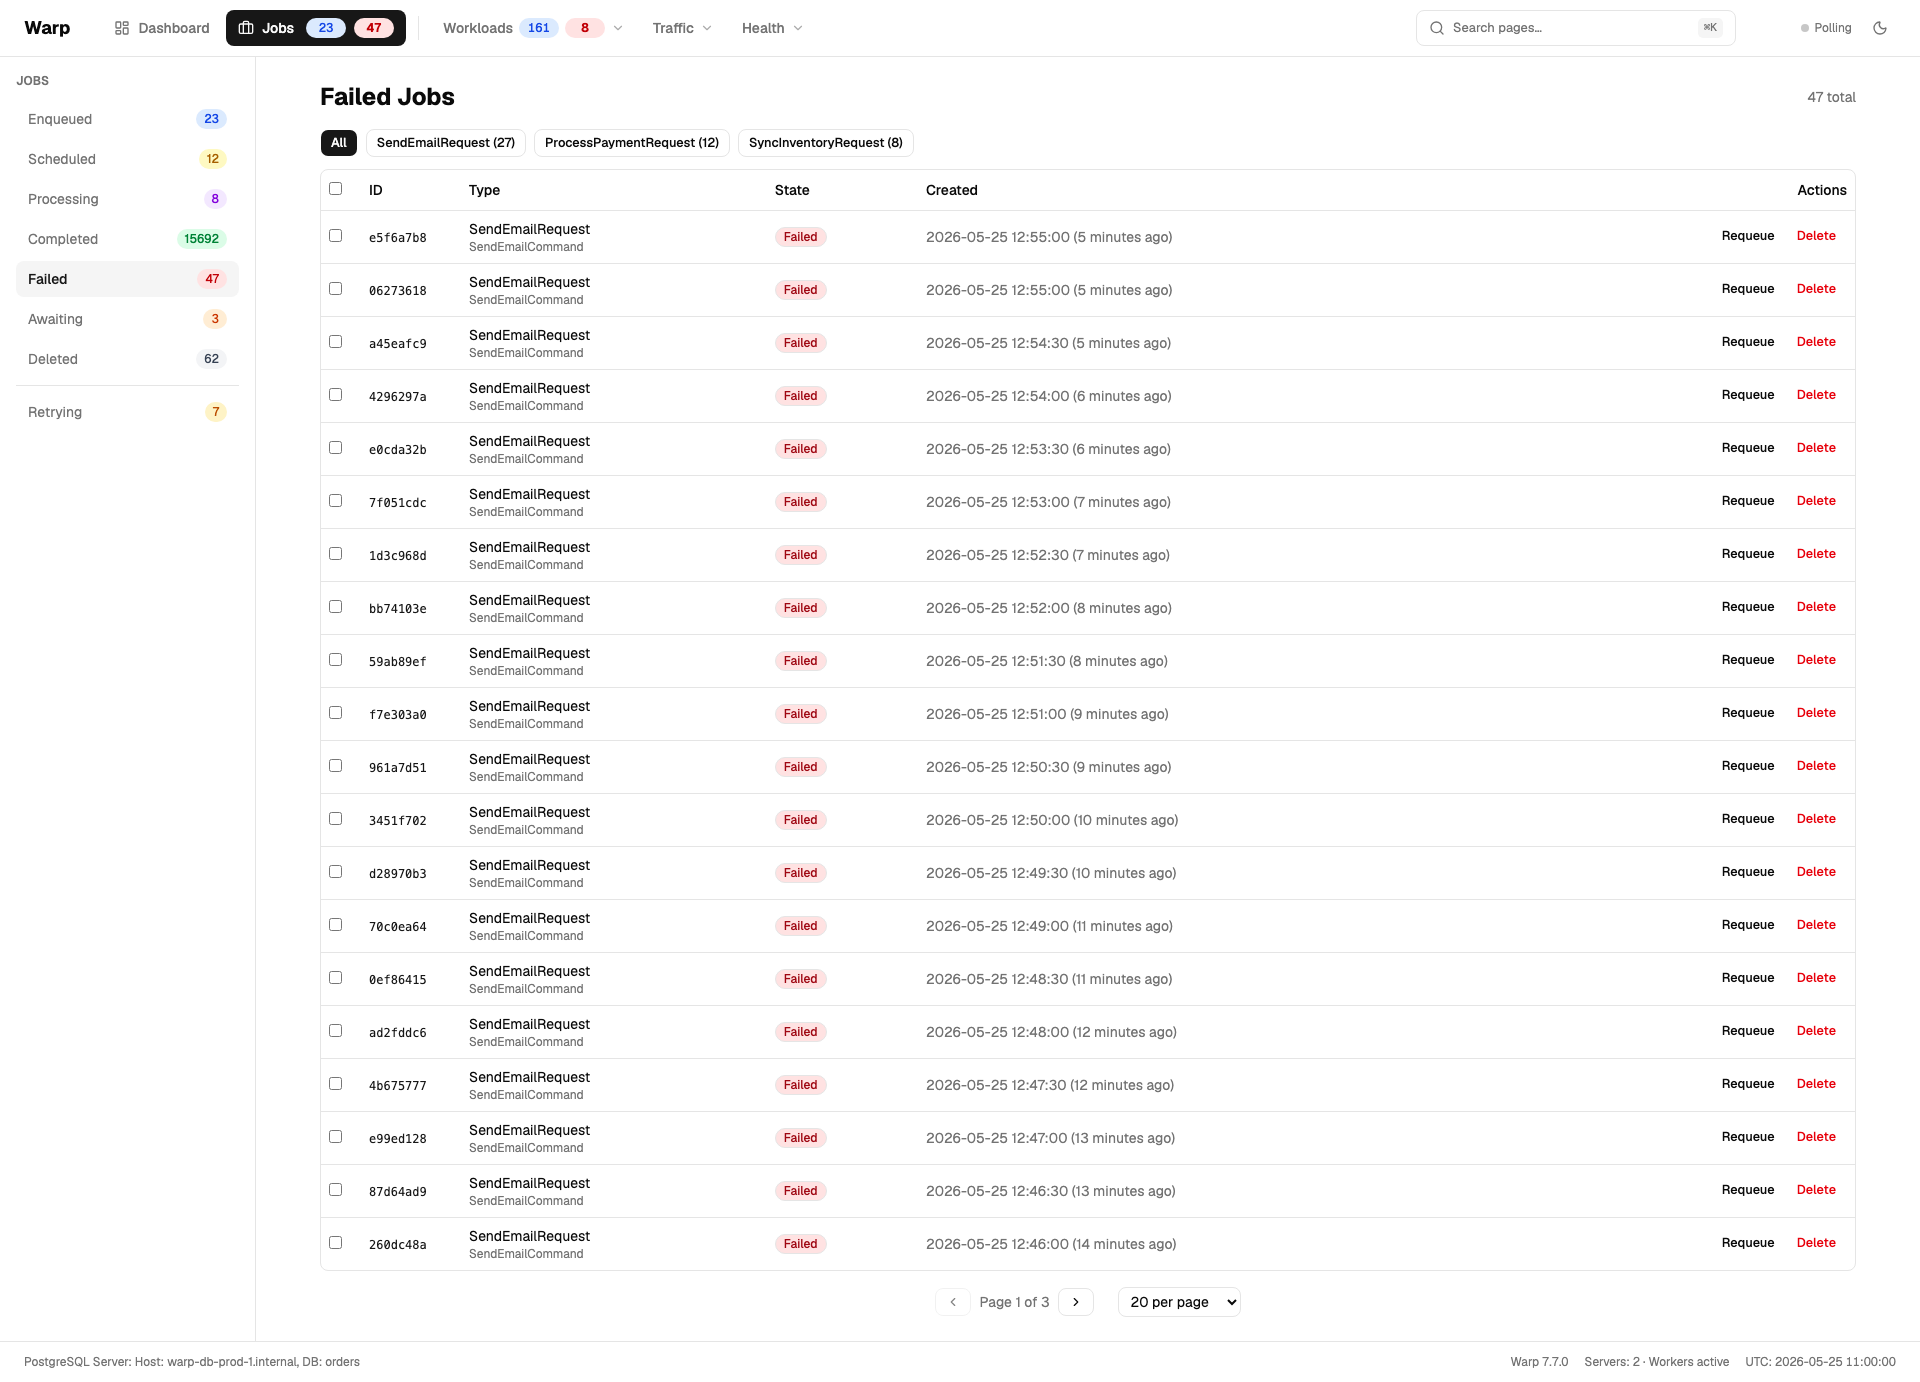 Warp
Dashboard
Jobs 23 47
Workloads 161 8
Traffic
Health
Search pages... ⌘K
Polling
JOBS
Enqueued 23
Scheduled 12
Processing 8
Completed 15692
Failed 47
Awaiting 3
Deleted 62
Retrying 7
Failed Jobs
47 total
All SendEmailRequest (27) ProcessPaymentRequest (12) SyncInventoryRequest (8)
ID Type State Created Actions
e5f6a7b8 SendEmailRequest Failed 2026-05-25 12:55:00 (5 minutes ago) Requeue Delete
SendEmailCommand
06273618 SendEmailRequest Failed 2026-05-25 12:55:00 (5 minutes ago) Requeue Delete
SendEmailCommand
a45eafc9 SendEmailRequest Failed 2026-05-25 12:54:30 (5 minutes ago) Requeue Delete
SendEmailCommand
4296297a SendEmailRequest Failed 2026-05-25 12:54:00 (6 minutes ago) Requeue Delete
SendEmailCommand
e0cda32b SendEmailRequest Failed 2026-05-25 12:53:30 (6 minutes ago) Requeue Delete
SendEmailCommand
7f051cdc SendEmailRequest Failed 2026-05-25 12:53:00 (7 minutes ago) Requeue Delete
SendEmailCommand
1d3c968d SendEmailRequest Failed 2026-05-25 12:52:30 (7 minutes ago) Requeue Delete
SendEmailCommand
bb74103e SendEmailRequest Failed 2026-05-25 12:52:00 (8 minutes ago) Requeue Delete
SendEmailCommand
59ab89ef SendEmailRequest Failed 2026-05-25 12:51:30 (8 minutes ago) Requeue Delete
SendEmailCommand
f7e303a0 SendEmailRequest Failed 2026-05-25 12:51:00 (9 minutes ago) Requeue Delete
SendEmailCommand
961a7d51 SendEmailRequest Failed 2026-05-25 12:50:30 (9 minutes ago) Requeue Delete
SendEmailCommand
3451f702 SendEmailRequest Failed 2026-05-25 12:50:00 (10 minutes ago) Requeue Delete
SendEmailCommand
d28970b3 SendEmailRequest Failed 2026-05-25 12:49:30 (10 minutes ago) Requeue Delete
SendEmailCommand
70c0ea64 SendEmailRequest Failed 2026-05-25 12:49:00 (11 minutes ago) Requeue Delete
SendEmailCommand
0ef86415 SendEmailRequest Failed 2026-05-25 12:48:30 (11 minutes ago) Requeue Delete
SendEmailCommand
ad2fddc6 SendEmailRequest Failed 2026-05-25 12:48:00 (12 minutes ago) Requeue Delete
SendEmailCommand
4b675777 SendEmailRequest Failed 2026-05-25 12:47:30 (12 minutes ago) Requeue Delete
SendEmailCommand
e99ed128 SendEmailRequest Failed 2026-05-25 12:47:00 (13 minutes ago) Requeue Delete
SendEmailCommand
87d64ad9 SendEmailRequest Failed 2026-05-25 12:46:30 (13 minutes ago) Requeue Delete
SendEmailCommand
260dc48a SendEmailRequest Failed 2026-05-25 12:46:00 (14 minutes ago) Requeue Delete
SendEmailCommand
Page 1 of 3
20 per page
PostgreSQL Server: Host: warp-db-prod-1.internal, DB: orders
Warp 7.7.0 Servers: 2 · Workers active UTC: 2026-05-25 11:00:00